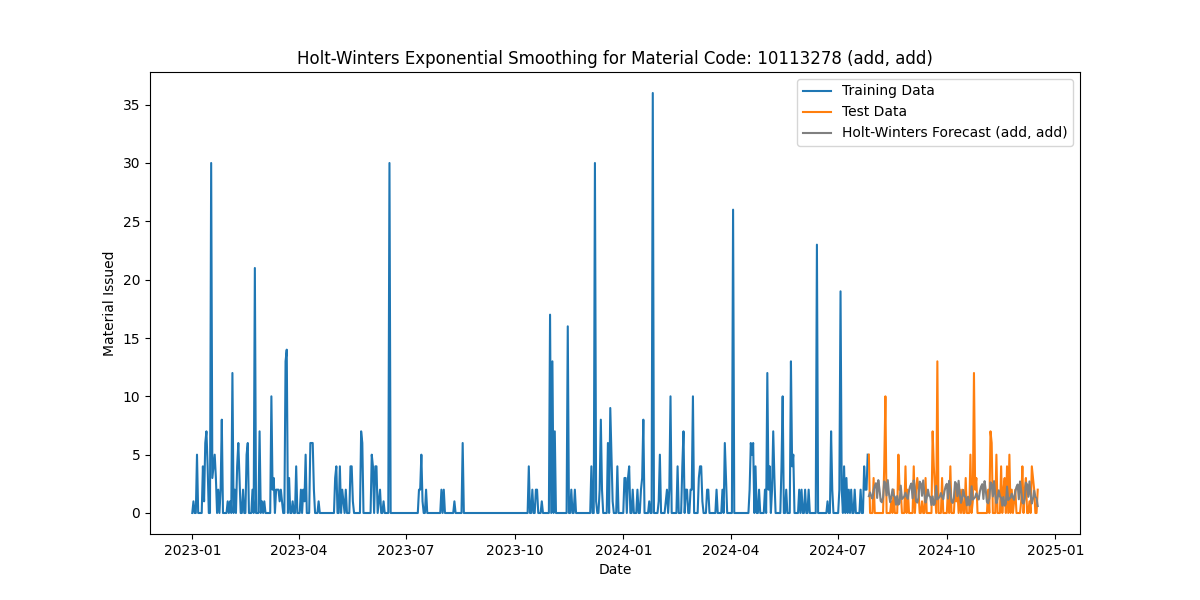 Holt-Winters Exponential Smoothing for Material Code: 10113278 (add, add)
Training Data
Test Data
Holt-Winters Forecast (add, add)
Material Issued
35
30
25
20
15
10
5
0
2023-01
2023-04
2023-07
2023-10
2024-01
2024-04
2024-07
2024-10
2025-01
Date